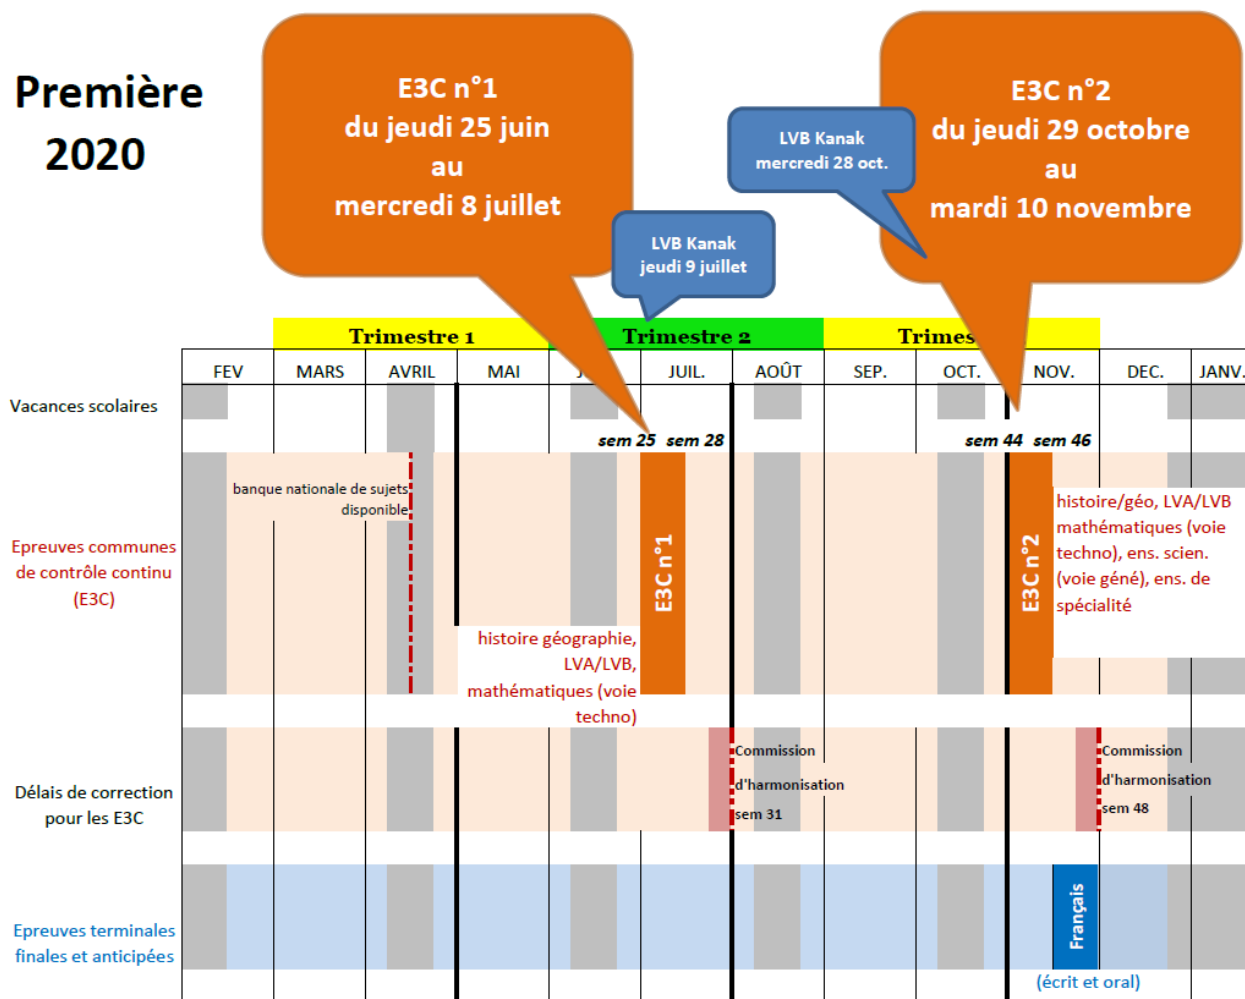 Première
2020
E3C n°1
du jeudi 25 juin
au
mercredi 8 juillet
LVB Kanak
jeudi 9 juillet
LVB Kanak
mercredi 28 oct.
E3C n°2
du jeudi 29 octobre
au
mardi 10 novembre
Trimestre 1
Trimestre 2
Trimes
FEV MARS AVRIL MAI JUIL. AOÛT SEP. OCT. NOV. DEC. JANV.
Vacances scolaires
sem 25 sem 28 sem 44 sem 46
banque nationale de sujets
disponible
Epreuves communes
de contrôle continu
(E3C)
E3C n°1
histoire géographie,
LVA/LVB,
mathématiques (voie
techno)
E3C n°2
histoire/géo, LVA/LVB
mathématiques (voie
techno), ens. scien.
(voie géné), ens. de
spécialité
Délais de correction
pour les E3C
Commission
d'harmonisation
sem 31
Commission
d'harmonisation
sem 48
Epreuves terminales
finales et anticipées
Français
(écrit et oral)